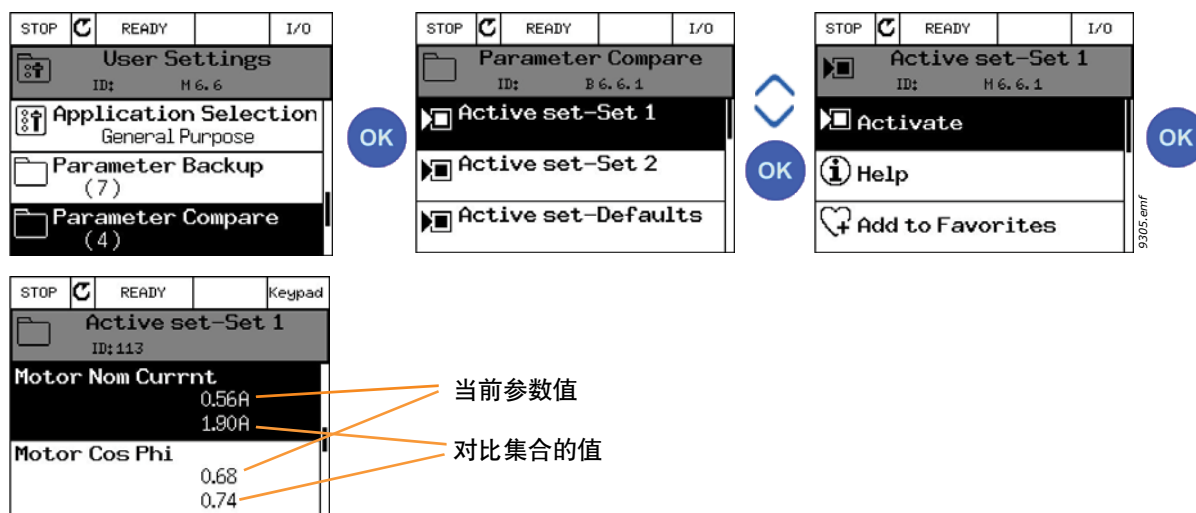 STOP READY I/O
User Settings
ID: M6.6
Application Selection
General Purpose
Parameter Backup
(7)
Parameter Compare
(4)
OK
STOP READY I/O
Parameter Compare
ID: B6.6.1
Active set-Set 1
Active set-Set 2
Active set-Defaults
OK
STOP READY I/O
Active set-Set 1
ID: M6.6.1
Activate
Help
Add to Favorites
OK
9305.emf
STOP READY Keypad
Active set-Set 1
ID:113
Motor Nom Currnt
0.56A
1.90A
Motor Cos Phi
0.68
0.74
当前参数值
对比集合的值